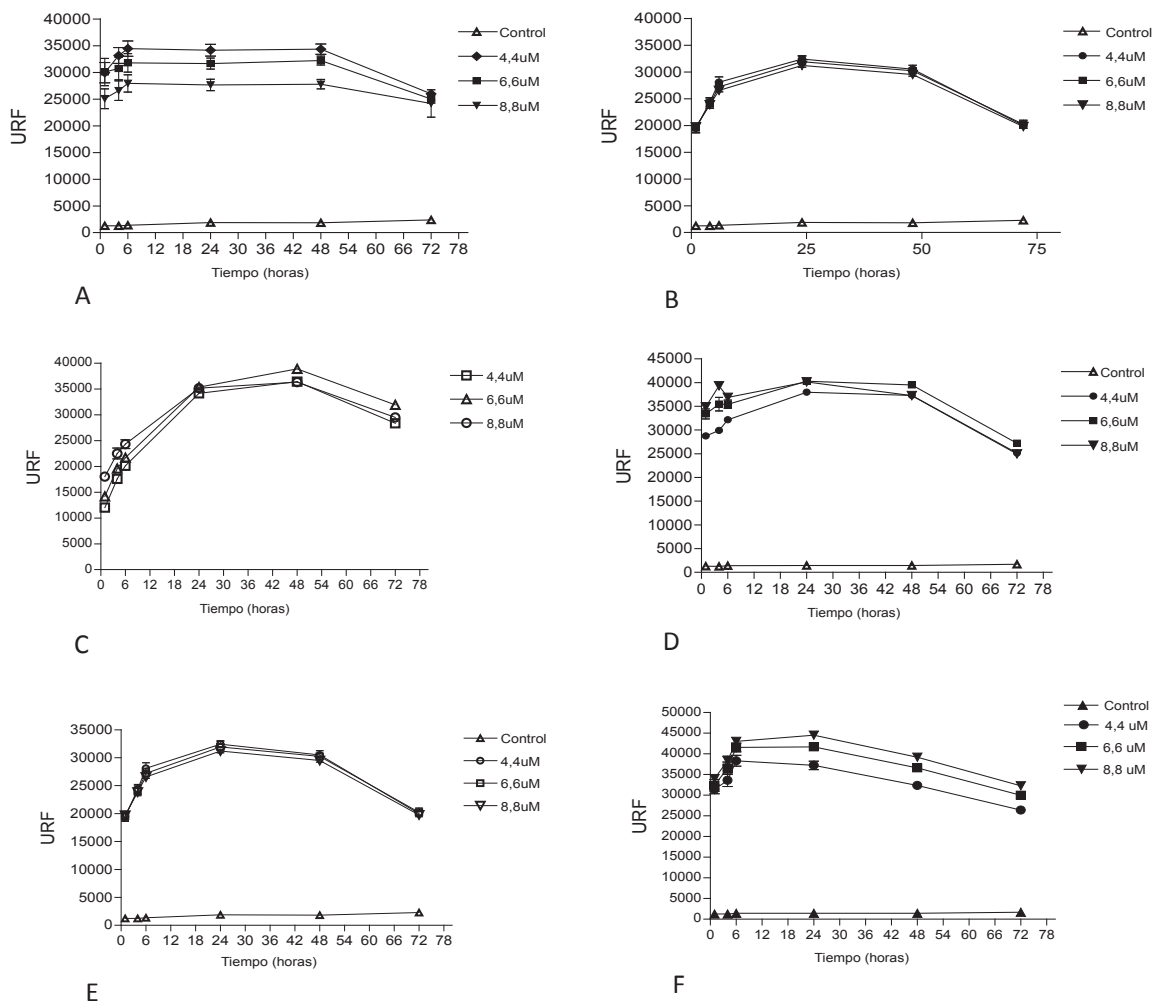 40000
35000
30000
25000
20000
15000
10000
5000
0
URF
0 6 12 18 24 30 36 42 48 54 60 66 72 78
Tiempo (horas)
Control
4,4uM
6,6uM
8,8uM
A
40000
35000
30000
25000
20000
15000
10000
5000
0
URF
0 25 50 75
Tiempo (horas)
Control
4,4uM
6,6uM
8,8uM
B
40000
35000
30000
25000
20000
15000
10000
5000
0
URF
0 6 12 18 24 30 36 42 48 54 60 66 72 78
Tiempo (horas)
4,4uM
6,6uM
8,8uM
C
45000
40000
35000
30000
25000
20000
15000
10000
5000
0
URF
0 6 12 18 24 30 36 42 48 54 60 66 72 78
Tiempo (horas)
Control
4,4uM
6,6uM
8,8uM
D
35000
30000
25000
20000
15000
10000
5000
0
URF
0 6 12 18 24 30 36 42 48 54 60 66 72 78
Tiempo (horas)
Control
4,4uM
6,6uM
8,8uM
E
50000
45000
40000
35000
30000
25000
20000
15000
10000
5000
0
URF
0 6 12 18 24 30 36 42 48 54 60 66 72 78
Tiempo (horas)
Control
4,4 uM
6,6 uM
8,8 uM
F